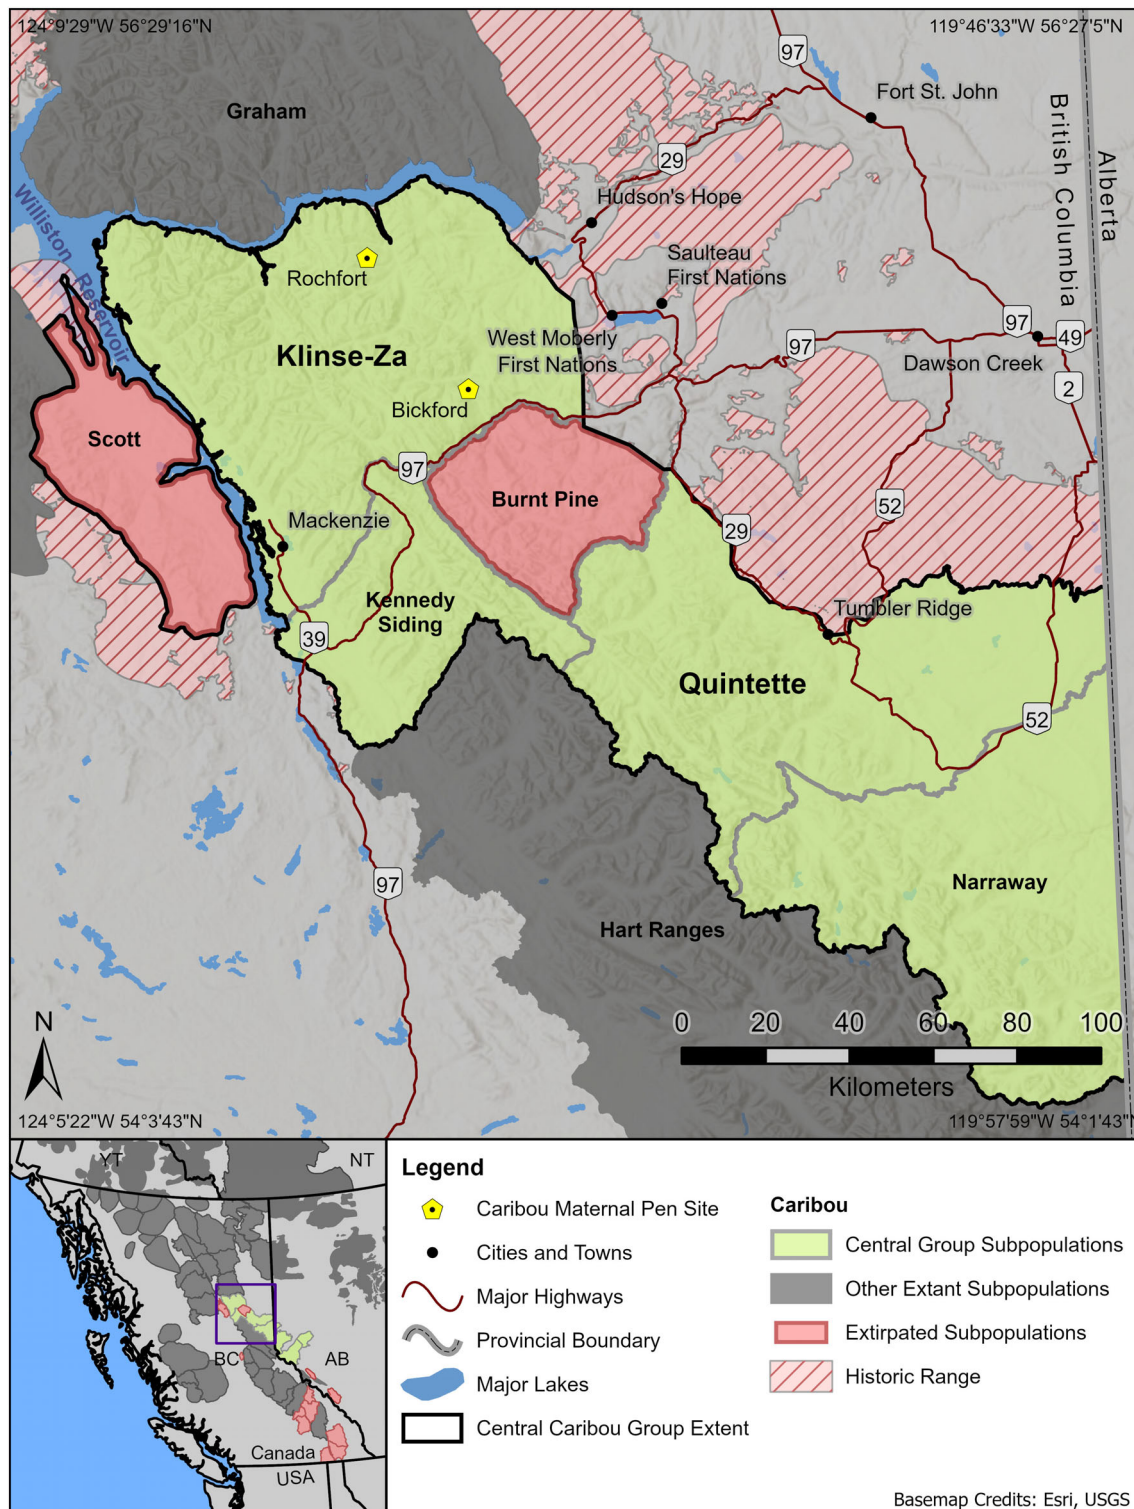 124°9'29"W 56°29'16"N
119°46'33"W 56°27'5"N
97
Graham
Fort St. John
British Columbia
Alberta
29
Hudson's Hope
Williston Reservoir
Rochfort
Saulteau
First Nations
Klinse-Za
West Moberly
First Nations
97
97
49
Dawson Creek
2
Bickford
Scott
97
Burnt Pine
52
Mackenzie
29
Kennedy
Siding
Tumbler Ridge
39
Quintette
52
97
Narraway
Hart Ranges
0 20 40 60 80 100
Kilometers
N
124°5'22"W 54°3'43"N
119°57'59"W 54°1'43"N
YT
NT
BC
AB
Canada
USA
Legend
Caribou Maternal Pen Site
Cities and Towns
Major Highways
Provincial Boundary
Major Lakes
Central Caribou Group Extent
Caribou
Central Group Subpopulations
Other Extant Subpopulations
Extirpated Subpopulations
Historic Range
Basemap Credits: Esri, USGS